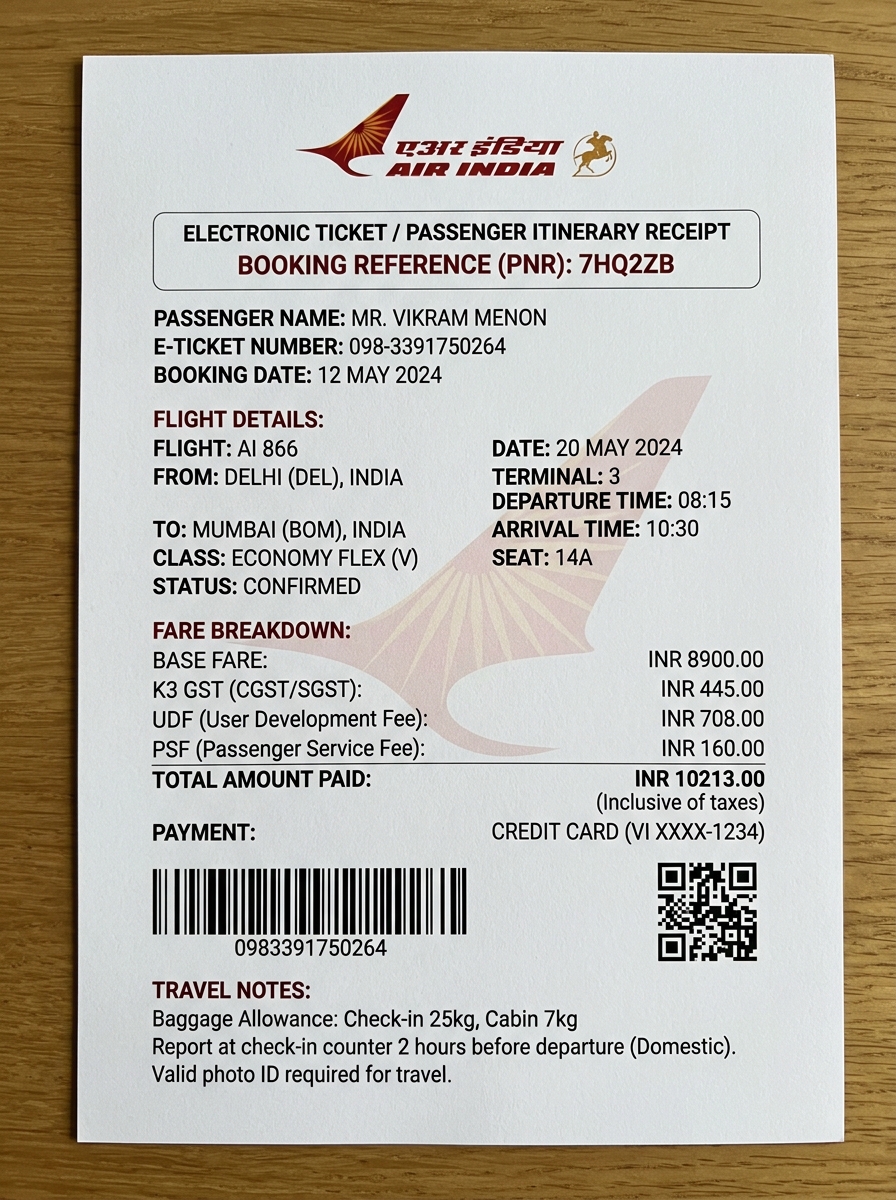 एअर इंडिया
AIR INDIA
ELECTRONIC TICKET / PASSENGER ITINERARY RECEIPT
BOOKING REFERENCE (PNR): 7HQ2ZB
PASSENGER NAME: MR. VIKRAM MENON
E-TICKET NUMBER: 098-3391750264
BOOKING DATE: 12 MAY 2024
FLIGHT DETAILS:
FLIGHT: AI 866 DATE: 20 MAY 2024
FROM: DELHI (DEL), INDIA TERMINAL: 3
DEPARTURE TIME: 08:15
TO: MUMBAI (BOM), INDIA ARRIVAL TIME: 10:30
CLASS: ECONOMY FLEX (V) SEAT: 14A
STATUS: CONFIRMED
FARE BREAKDOWN:
BASE FARE: INR 8900.00
K3 GST (CGST/SGST): INR 445.00
UDF (User Development Fee): INR 708.00
PSF (Passenger Service Fee): INR 160.00
TOTAL AMOUNT PAID: INR 10213.00
(Inclusive of taxes)
PAYMENT: CREDIT CARD (VI XXXX-1234)
0983391750264
TRAVEL NOTES:
Baggage Allowance: Check-in 25kg, Cabin 7kg
Report at check-in counter 2 hours before departure (Domestic).
Valid photo ID required for travel.